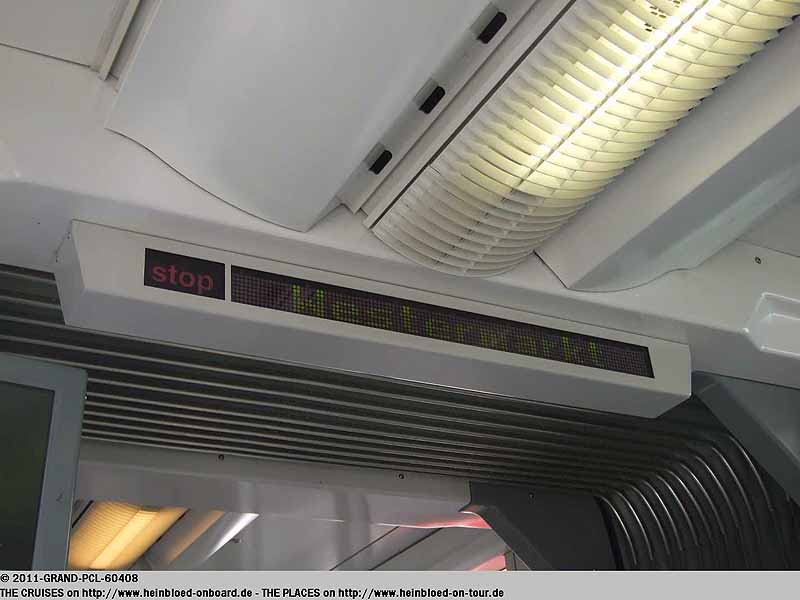 stop
Westermarkt
© 2011-GRAND-PCL-60408
THE CRUISES on http://www.heinbloed-onboard.de - THE PLACES on http://www.heinbloed-on-tour.de